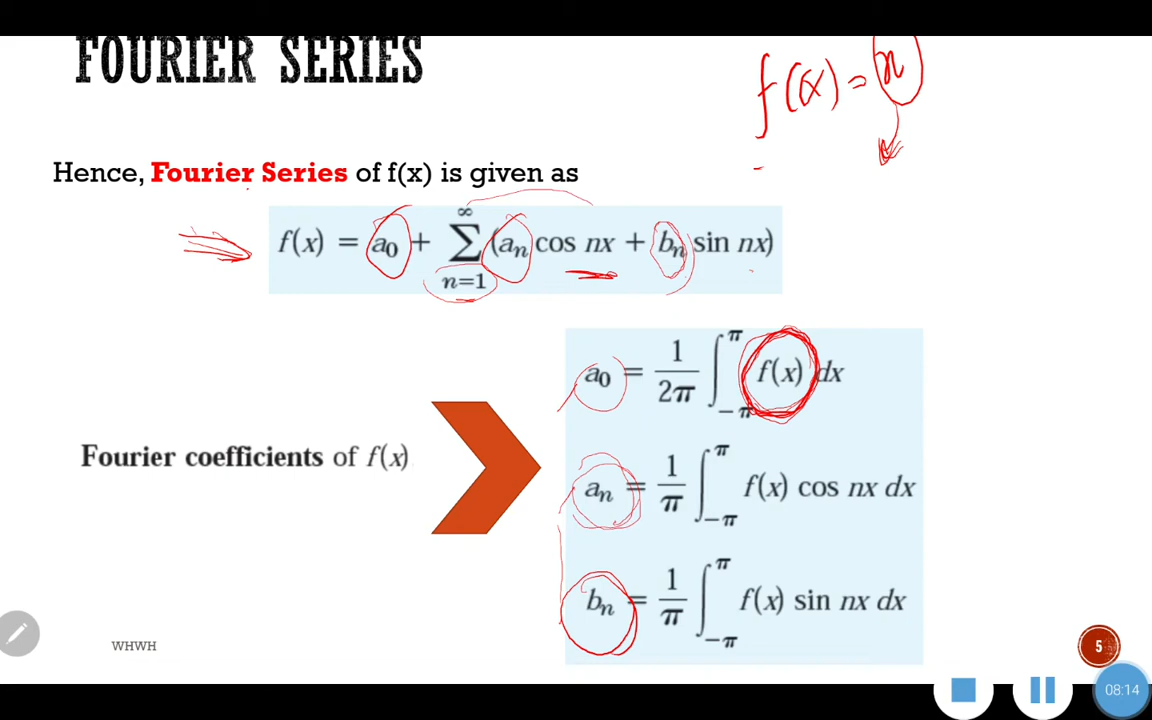 FOURIER SERIES
f(x) = x
Hence, Fourier Series of f(x) is given as
f(x) = a₀ + ∑_{n=1}^{∞} (aₙ cos nx + bₙ sin nx)
a₀ = 1/2π ∫_{-π}^{π} f(x) dx
Fourier coefficients of f(x)
aₙ = 1/π ∫_{-π}^{π} f(x) cos nx dx
bₙ = 1/π ∫_{-π}^{π} f(x) sin nx dx
WHWH
5
08:14